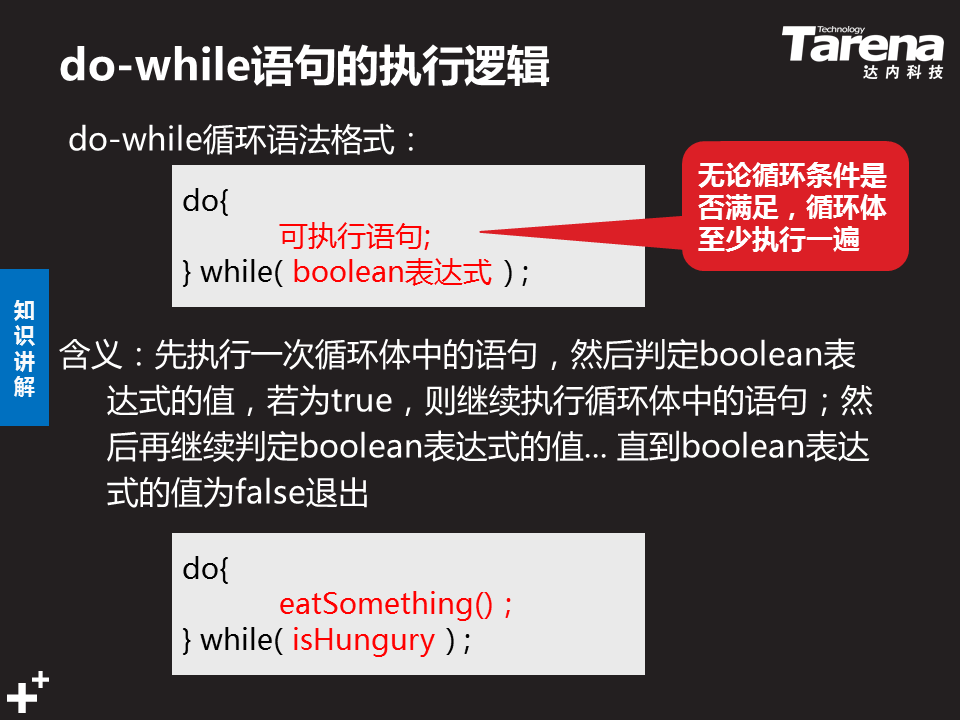 do-while语句的执行逻辑
Technology
Tarena
达内科技
do-while循环语法格式：
do{
可执行语句;
} while( boolean表达式 ) ;
无论循环条件是
否满足，循环体
至少执行一遍
知
识
讲
解
含义：先执行一次循环体中的语句，然后判定boolean表
达式的值，若为true，则继续执行循环体中的语句；然
后再继续判定boolean表达式的值... 直到boolean表达
式的值为false退出
do{
eatSomething() ;
} while( isHungury ) ;